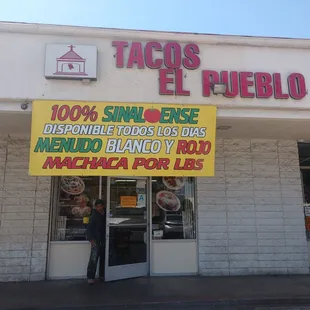 TACOS
EL PUEBLO
100% SINALOENSE
DISPONIBLE TODOS LOS DIAS
MENUDO BLANCO Y ROJO
MACHACA POR LBS